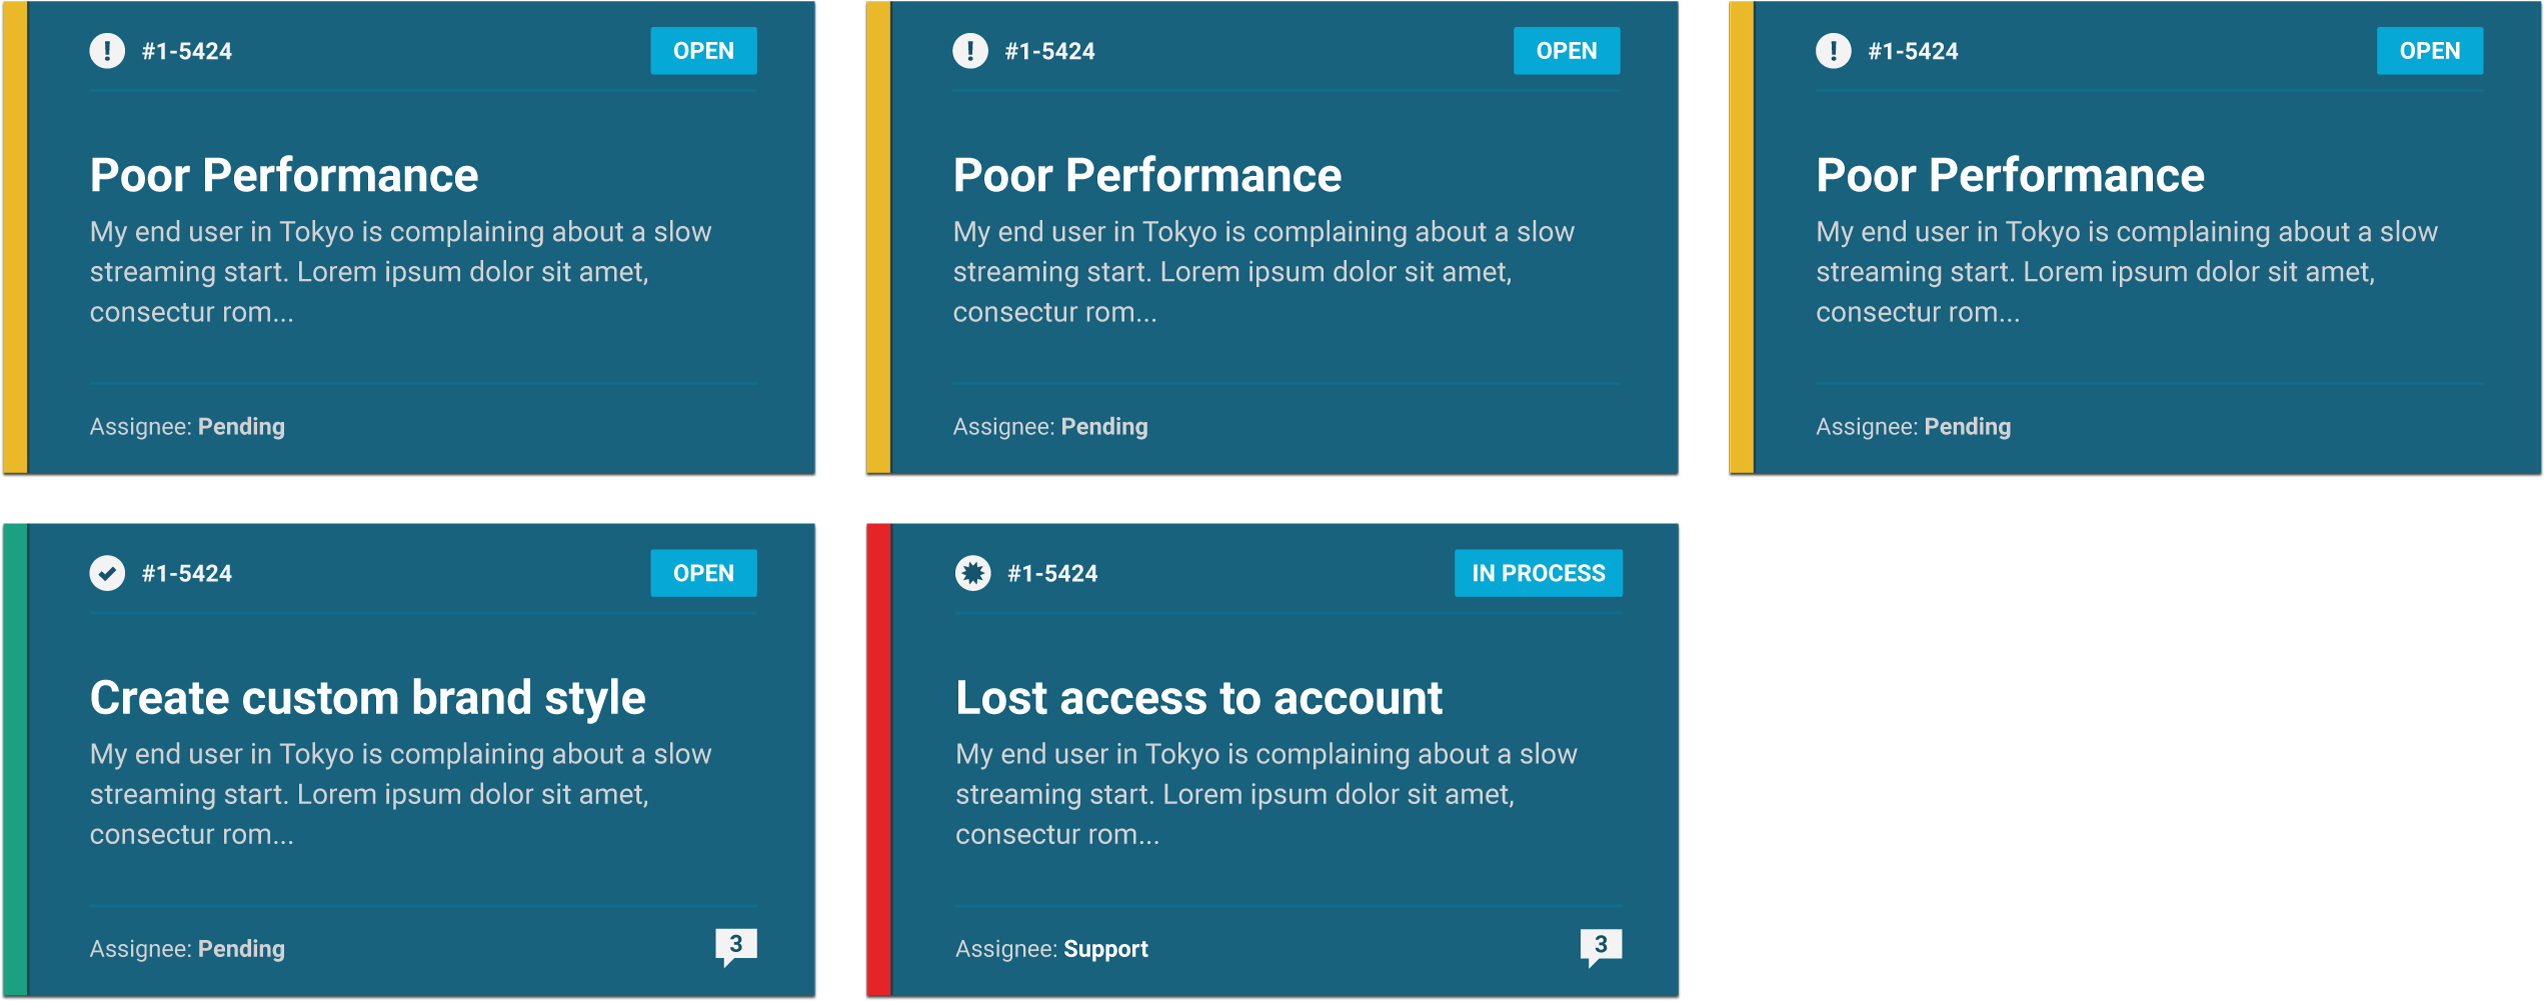 #1-5424 OPEN
Poor Performance
My end user in Tokyo is complaining about a slow
streaming start. Lorem ipsum dolor sit amet,
consectur rom...
Assignee: Pending
#1-5424 OPEN
Poor Performance
My end user in Tokyo is complaining about a slow
streaming start. Lorem ipsum dolor sit amet,
consectur rom...
Assignee: Pending
#1-5424 OPEN
Poor Performance
My end user in Tokyo is complaining about a slow
streaming start. Lorem ipsum dolor sit amet,
consectur rom...
Assignee: Pending
#1-5424 OPEN
Create custom brand style
My end user in Tokyo is complaining about a slow
streaming start. Lorem ipsum dolor sit amet,
consectur rom...
Assignee: Pending 3
#1-5424 IN PROCESS
Lost access to account
My end user in Tokyo is complaining about a slow
streaming start. Lorem ipsum dolor sit amet,
consectur rom...
Assignee: Support 3